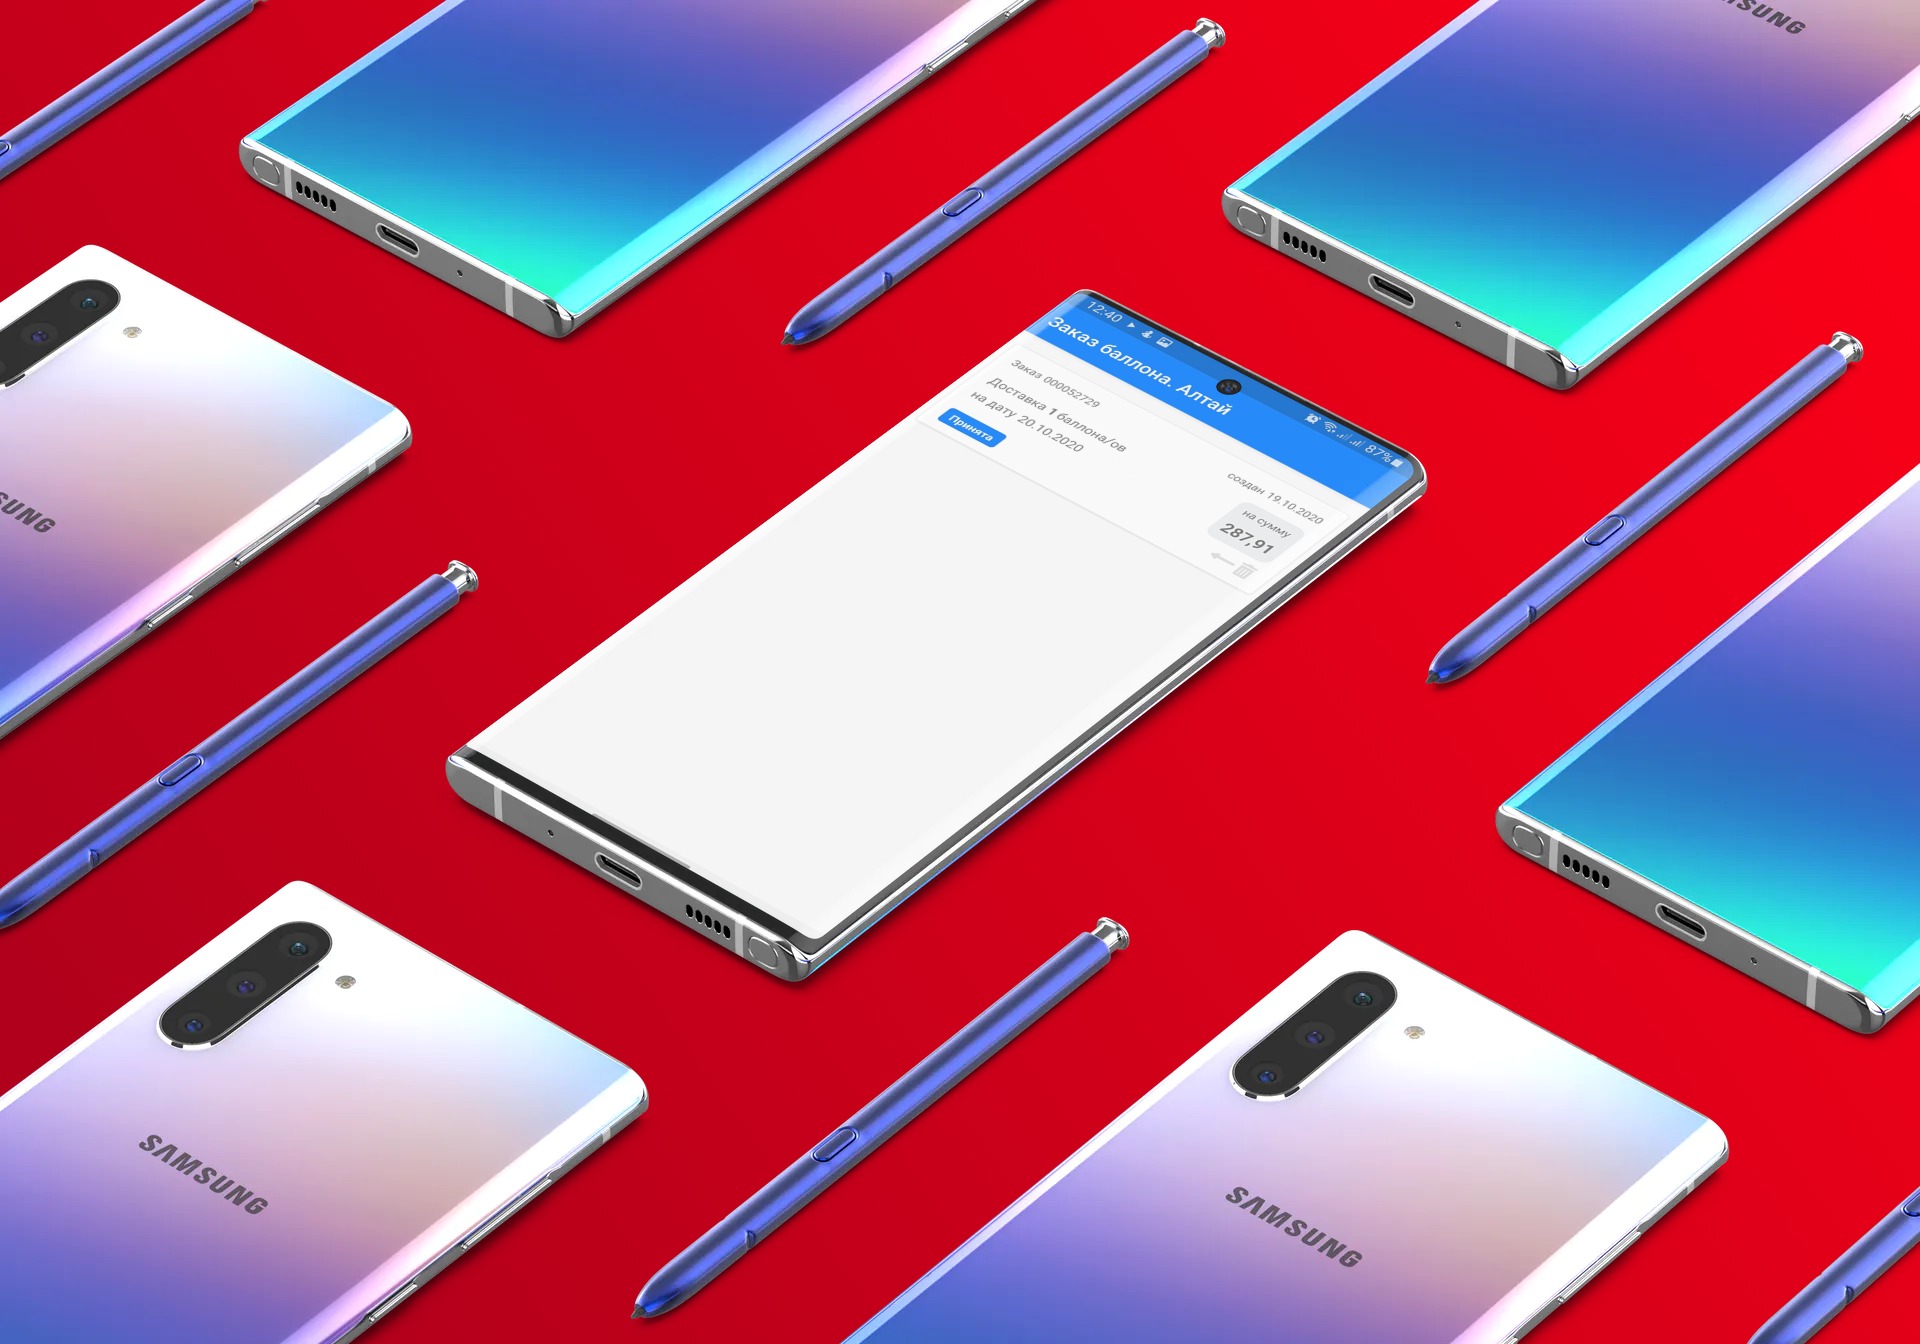 SAMSUNG
12:40
87%
Заказ баллона. Алтай
Заказ 000052729
создан 19.10.2020
Доставка 1 баллона/ов
на дату 20.10.2020
на сумму
287,91
Принята
SUNG
SAMSUNG
SAMSUNG